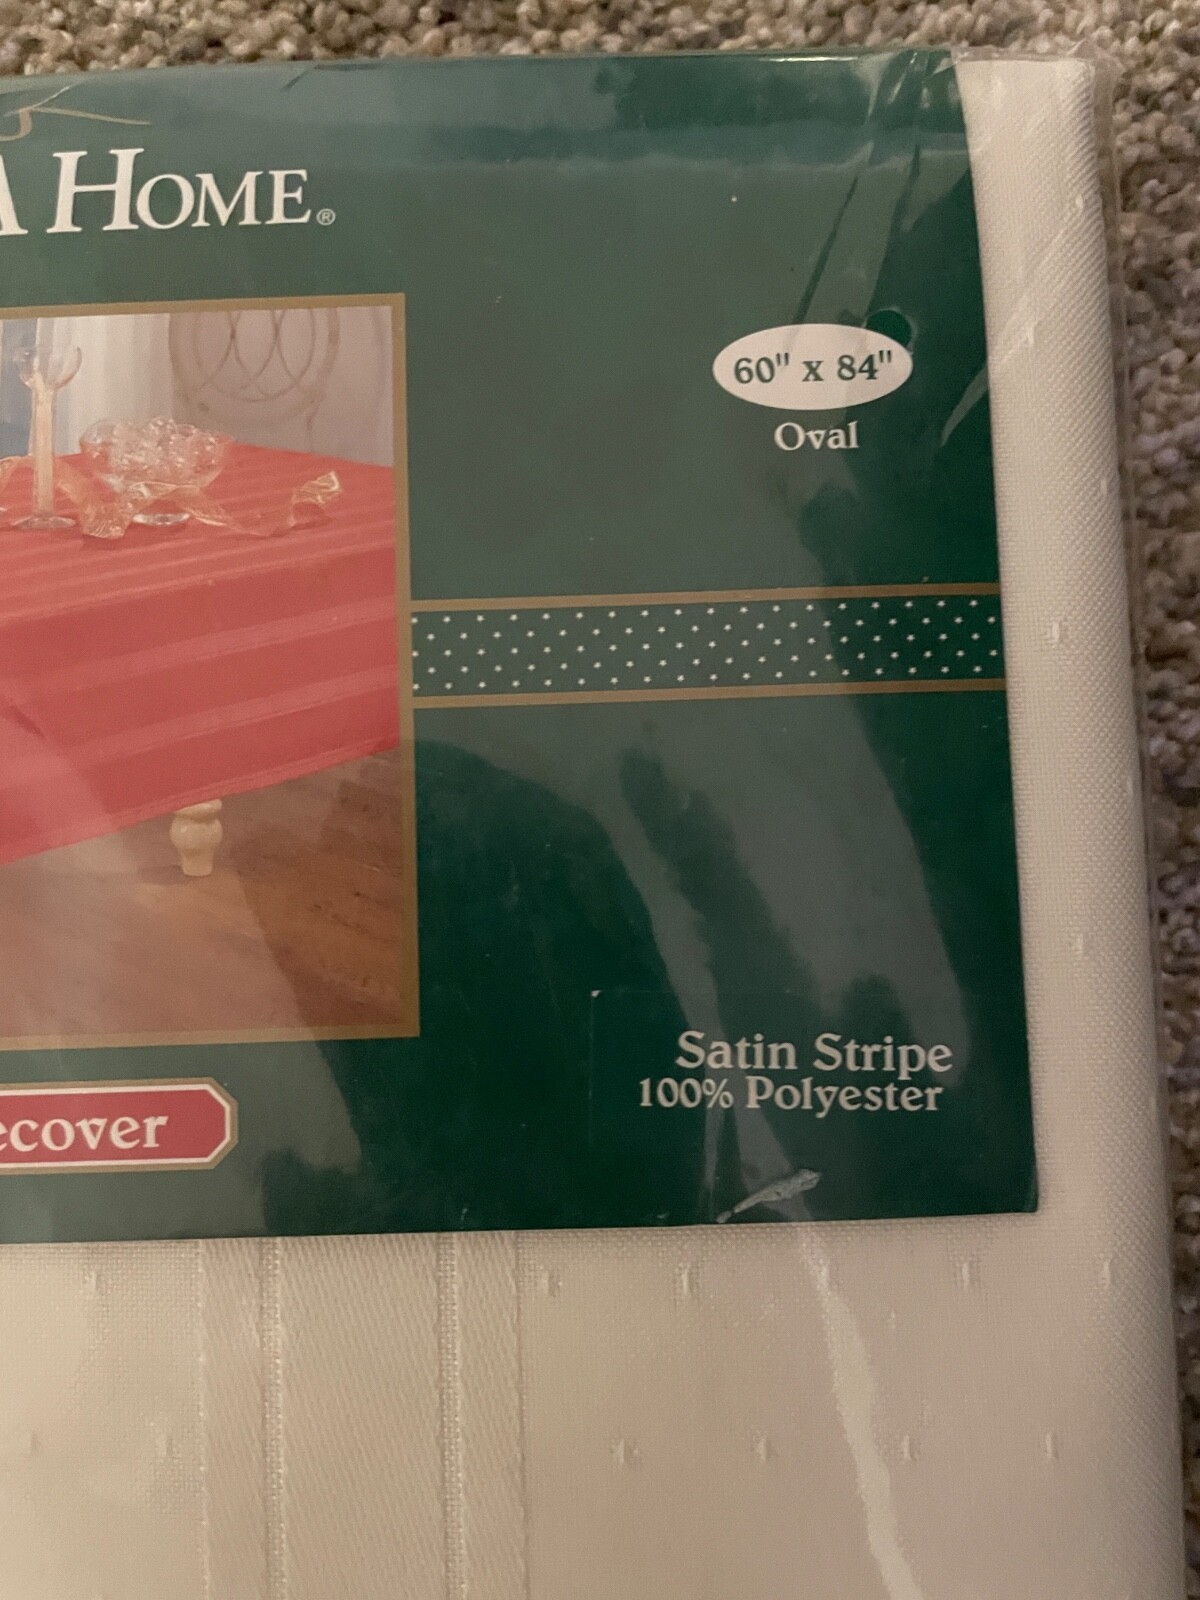 HOME®
60" x 84"
Oval
Satin Stripe
100% Polyester
ecover